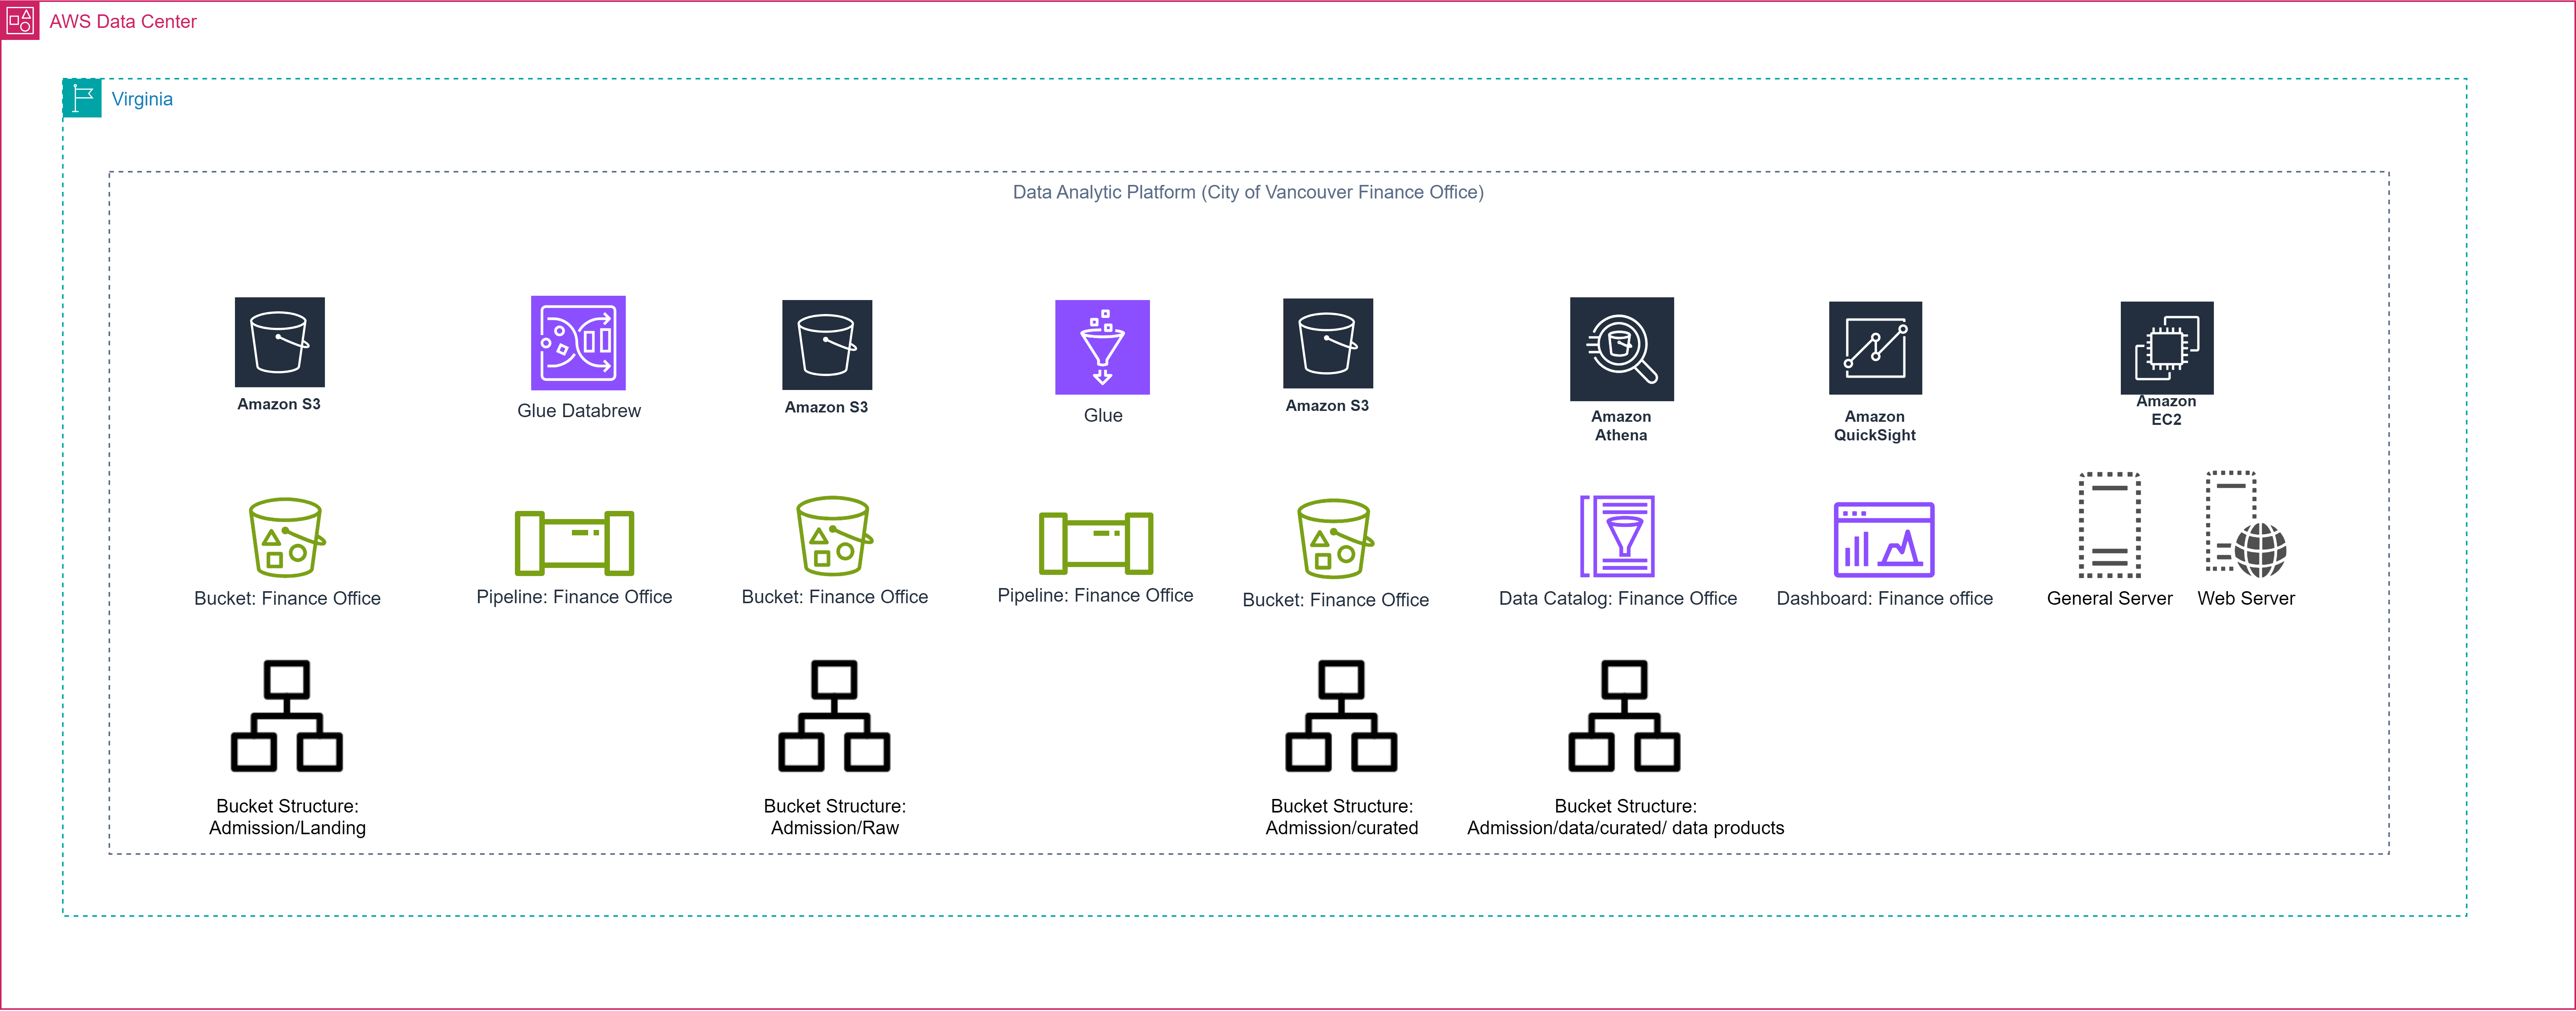 AWS Data Center
Virginia
Data Analytic Platform (City of Vancouver Finance Office)
Amazon S3
Glue Databrew
Amazon S3
Glue
Amazon S3
Amazon
Athena
Amazon
QuickSight
Amazon
EC2
Bucket: Finance Office
Pipeline: Finance Office
Bucket: Finance Office
Pipeline: Finance Office
Bucket: Finance Office
Data Catalog: Finance Office
Dashboard: Finance office
General Server
Web Server
Bucket Structure:
Admission/Landing
Bucket Structure:
Admission/Raw
Bucket Structure:
Admission/curated
Bucket Structure:
Admission/data/curated/ data products